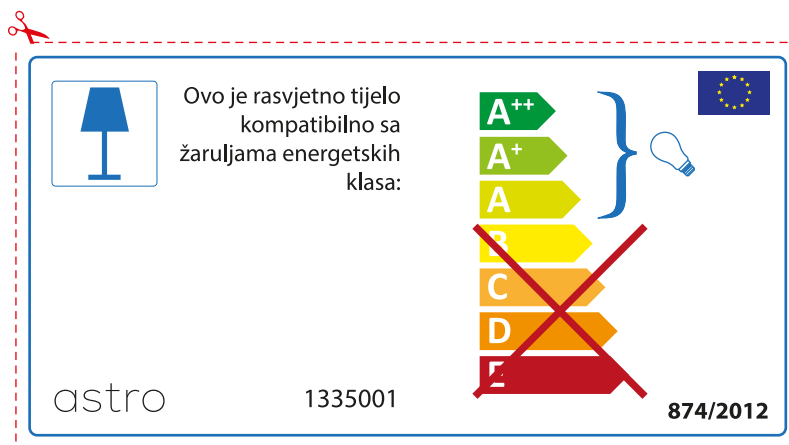 Ovo je rasvjetno tijelo
kompatibilno sa
žaruljama energetskih
klasa:
A++
A+
A
B
C
D
E
astro
1335001
874/2012